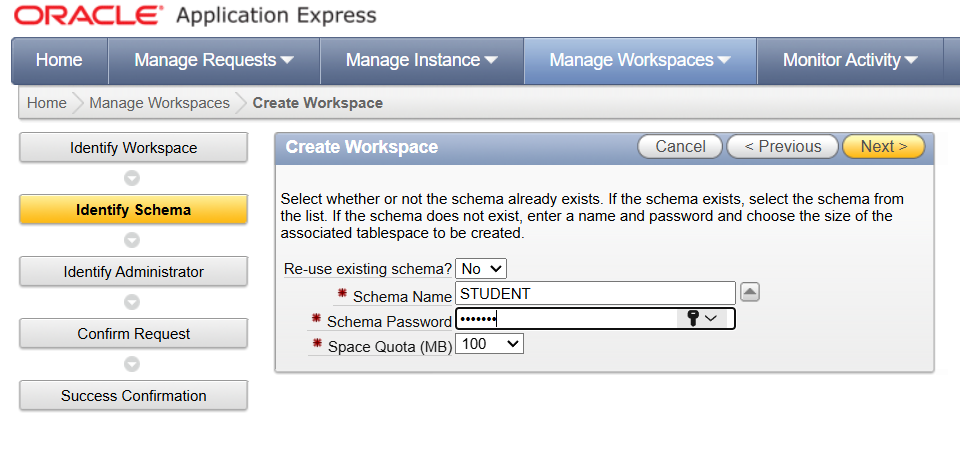 ORACLE® Application Express
Home Manage Requests Manage Instance Manage Workspaces Monitor Activity
Home Manage Workspaces Create Workspace
Identify Workspace
Identify Schema
Identify Administrator
Confirm Request
Success Confirmation
Create Workspace Cancel < Previous Next >
Select whether or not the schema already exists. If the schema exists, select the schema from
the list. If the schema does not exist, enter a name and password and choose the size of the
associated tablespace to be created.
Re-use existing schema? No
* Schema Name STUDENT
* Schema Password •••••••
* Space Quota (MB) 100